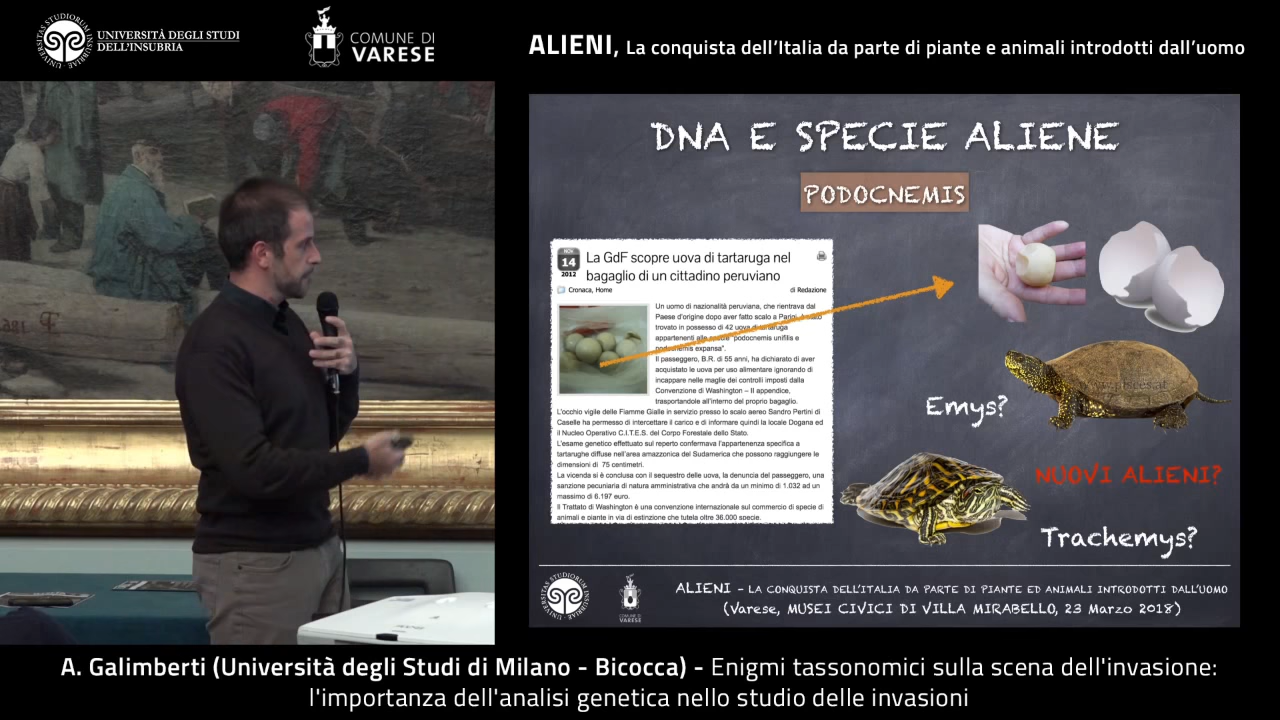 UNIVERSITÀ DEGLI STUDI
DELL'INSUBRIA
COMUNE DI
VARESE
ALIENI, La conquista dell'Italia da parte di piante e animali introdotti dall'uomo
DNA E SPECIE ALIENE
PODOCNEMIS
NOV
14
2012
La GdF scopre uova di tartaruga nel
bagaglio di un cittadino peruviano
Cronaca, Home
di Redazione
Un uomo di nazionalità peruviana, che rientrava dal
Paese d'origine dopo aver fatto scalo a Parigi, è stato
trovato in possesso di 42 uova di tartaruga
appartenenti alle specie "podocnemis unifilis e
podocnemis expansa".
Il passeggero, B.R. di 55 anni, ha dichiarato di aver
acquistato le uova per uso alimentare ignorando di
incappare nelle maglie dei controlli imposti dalla
Convenzione di Washington – II appendice,
trasportandole all'interno del proprio bagaglio.
L'occhio vigile delle Fiamme Gialle in servizio presso lo scalo aereo Sandro Pertini di
Caselle ha permesso di intercettare il carico e di informare quindi la locale Dogana ed
il Nucleo Operativo C.I.T.E.S. del Corpo Forestale dello Stato.
L'esame genetico effettuato sul reperto confermava l'appartenenza specifica a
tartarughe diffuse nell'area amazzonica del Sudamerica che possono raggiungere le
dimensioni di 75 centimetri.
La vicenda si è conclusa con il sequestro delle uova, la denuncia del passeggero, una
sanzione pecuniaria di natura amministrativa che andrà da un minimo di 1.032 ad un
massimo di 6.197 euro.
Il Trattato di Washington è una convenzione internazionale sul commercio di specie di
animali e piante in via di estinzione che tutela oltre 36.000 specie.
Emys?
NUOVI ALIENI?
Trachemys?
COMUNE DI
VARESE
ALIENI - LA CONQUISTA DELL'ITALIA DA PARTE DI PIANTE ED ANIMALI INTRODOTTI DALL'UOMO
(Varese, MUSEI CIVICI DI VILLA MIRABELLO, 23 Marzo 2018)
A. Galimberti (Università degli Studi di Milano - Bicocca) - Enigmi tassonomici sulla scena dell'invasione:
l'importanza dell'analisi genetica nello studio delle invasioni